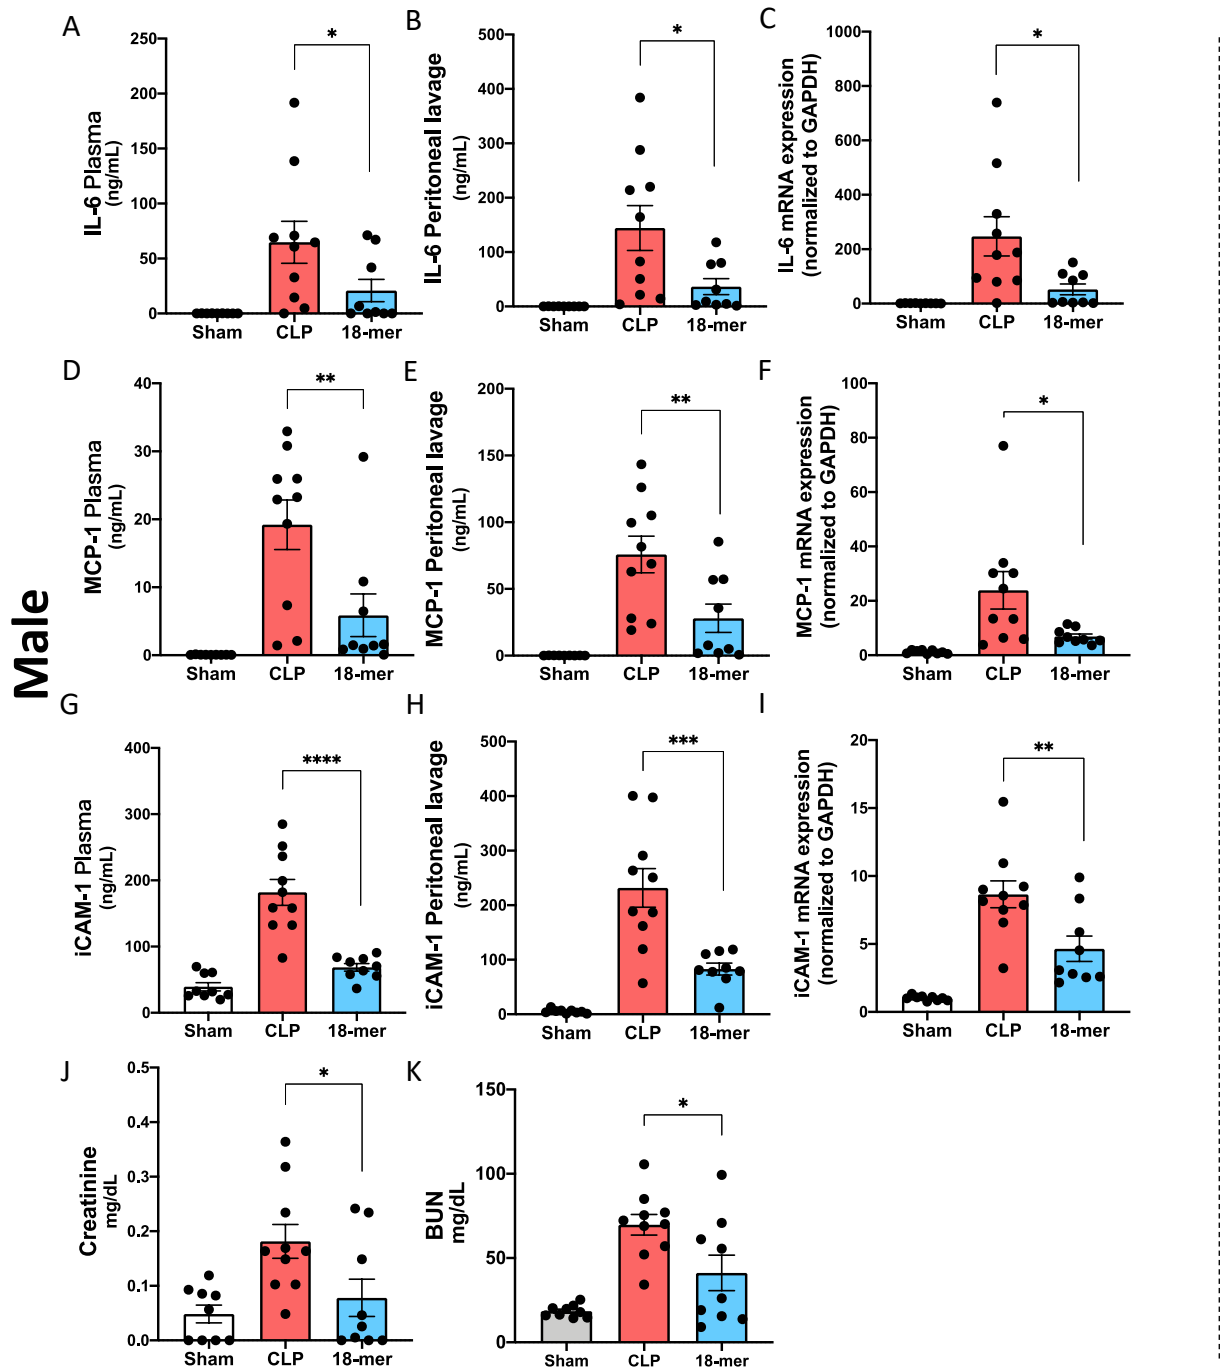 Male
A
IL-6 Plasma
(ng/mL)
250
200
150
100
50
0
*
Sham CLP 18-mer
B
IL-6 Peritoneal lavage
(ng/mL)
500
400
300
200
100
0
*
Sham CLP 18-mer
C
IL-6 mRNA expression
(normalized to GAPDH)
1000
800
600
400
200
0
*
Sham CLP 18-mer
D
MCP-1 Plasma
(ng/mL)
40
30
20
10
0
**
Sham CLP 18-mer
E
MCP-1 Peritoneal lavage
(ng/mL)
200
150
100
50
0
**
Sham CLP 18-mer
F
MCP-1 mRNA expression
(normalized to GAPDH)
100
80
60
40
20
0
*
Sham CLP 18-mer
G
iCAM-1 Plasma
(ng/mL)
400
300
200
100
0
****
Sham CLP 18-mer
H
iCAM-1 Peritoneal lavage
(ng/mL)
500
400
300
200
100
0
***
Sham CLP 18-mer
I
iCAM-1 mRNA expression
(normalized to GAPDH)
20
15
10
5
0
**
Sham CLP 18-mer
J
Creatinine
mg/dL
0.5
0.4
0.3
0.2
0.1
0.0
*
Sham CLP 18-mer
K
BUN
mg/dL
150
100
50
0
*
Sham CLP 18-mer